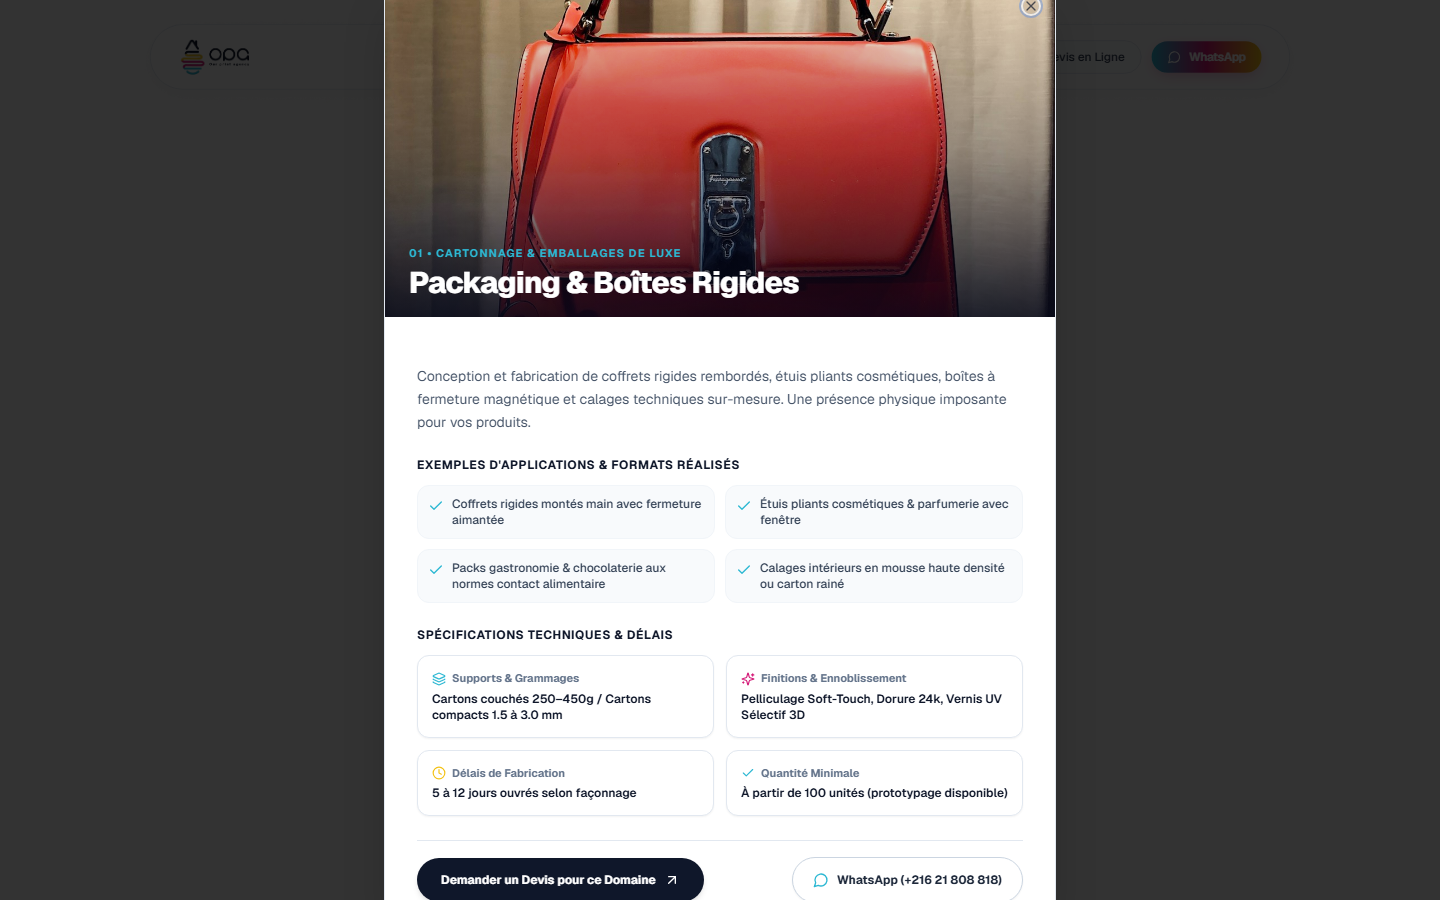 opa
evis en Ligne
WhatsApp
Ferragamo
01 • CARTONNAGE & EMBALLAGES DE LUXE
Packaging & Boîtes Rigides
Conception et fabrication de coffrets rigides rembordés, étuis pliants cosmétiques, boîtes à
fermeture magnétique et calages techniques sur-mesure. Une présence physique imposante
pour vos produits.
EXEMPLES D'APPLICATIONS & FORMATS RÉALISÉS
Coffrets rigides montés main avec fermeture
aimantée
Étuis pliants cosmétiques & parfumerie avec
fenêtre
Packs gastronomie & chocolaterie aux
normes contact alimentaire
Calages intérieurs en mousse haute densité
ou carton rainé
SPÉCIFICATIONS TECHNIQUES & DÉLAIS
Supports & Grammages
Cartons couchés 250–450g / Cartons
compacts 1.5 à 3.0 mm
Finitions & Ennoblissement
Pelliculage Soft-Touch, Dorure 24k, Vernis UV
Sélectif 3D
Délais de Fabrication
5 à 12 jours ouvrés selon façonnage
Quantité Minimale
À partir de 100 unités (prototypage disponible)
Demander un Devis pour ce Domaine
WhatsApp (+216 21 808 818)